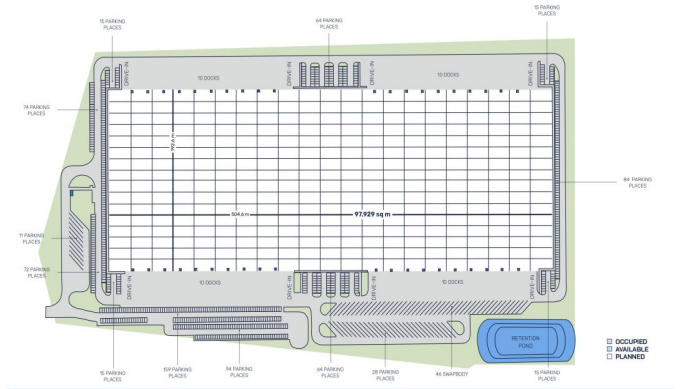 15 PARKING
PLACES
64 PARKING
PLACES
15 PARKING
PLACES
DRIVE-IN
10 DOCKS
DRIVE-IN
DRIVE-IN
10 DOCKS
DRIVE-IN
74 PARKING
PLACES
192.6 m
84 PARKING
PLACES
504.6 m
97.929 sq m
11 PARKING
PLACES
72 PARKING
PLACES
DRIVE-IN
10 DOCKS
DRIVE-IN
DRIVE-IN
10 DOCKS
DRIVE-IN
RETENTION
POND
OCCUPIED
AVAILABLE
PLANNED
15 PARKING
PLACES
159 PARKING
PLACES
94 PARKING
PLACES
64 PARKING
PLACES
28 PARKING
PLACES
46 SWAPBODY
15 PARKING
PLACES